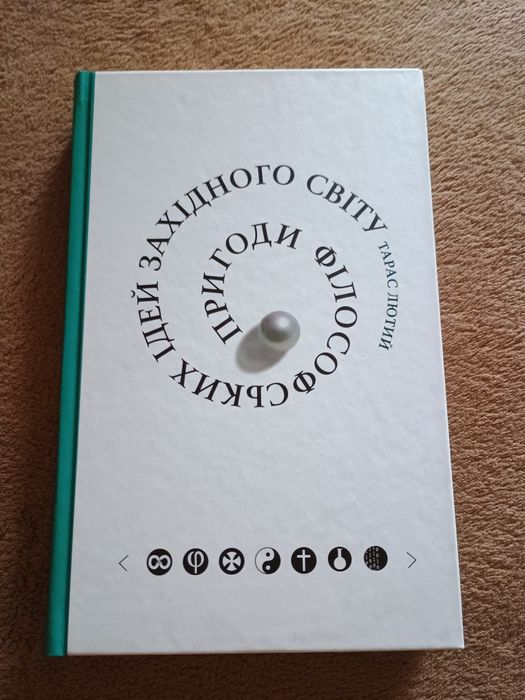 ПРИГОДИ ФІЛОСОФСЬКИХ ІДЕЙ ЗАХІДНОГО СВІТУ
ТАРАС ЛЮТИЙ